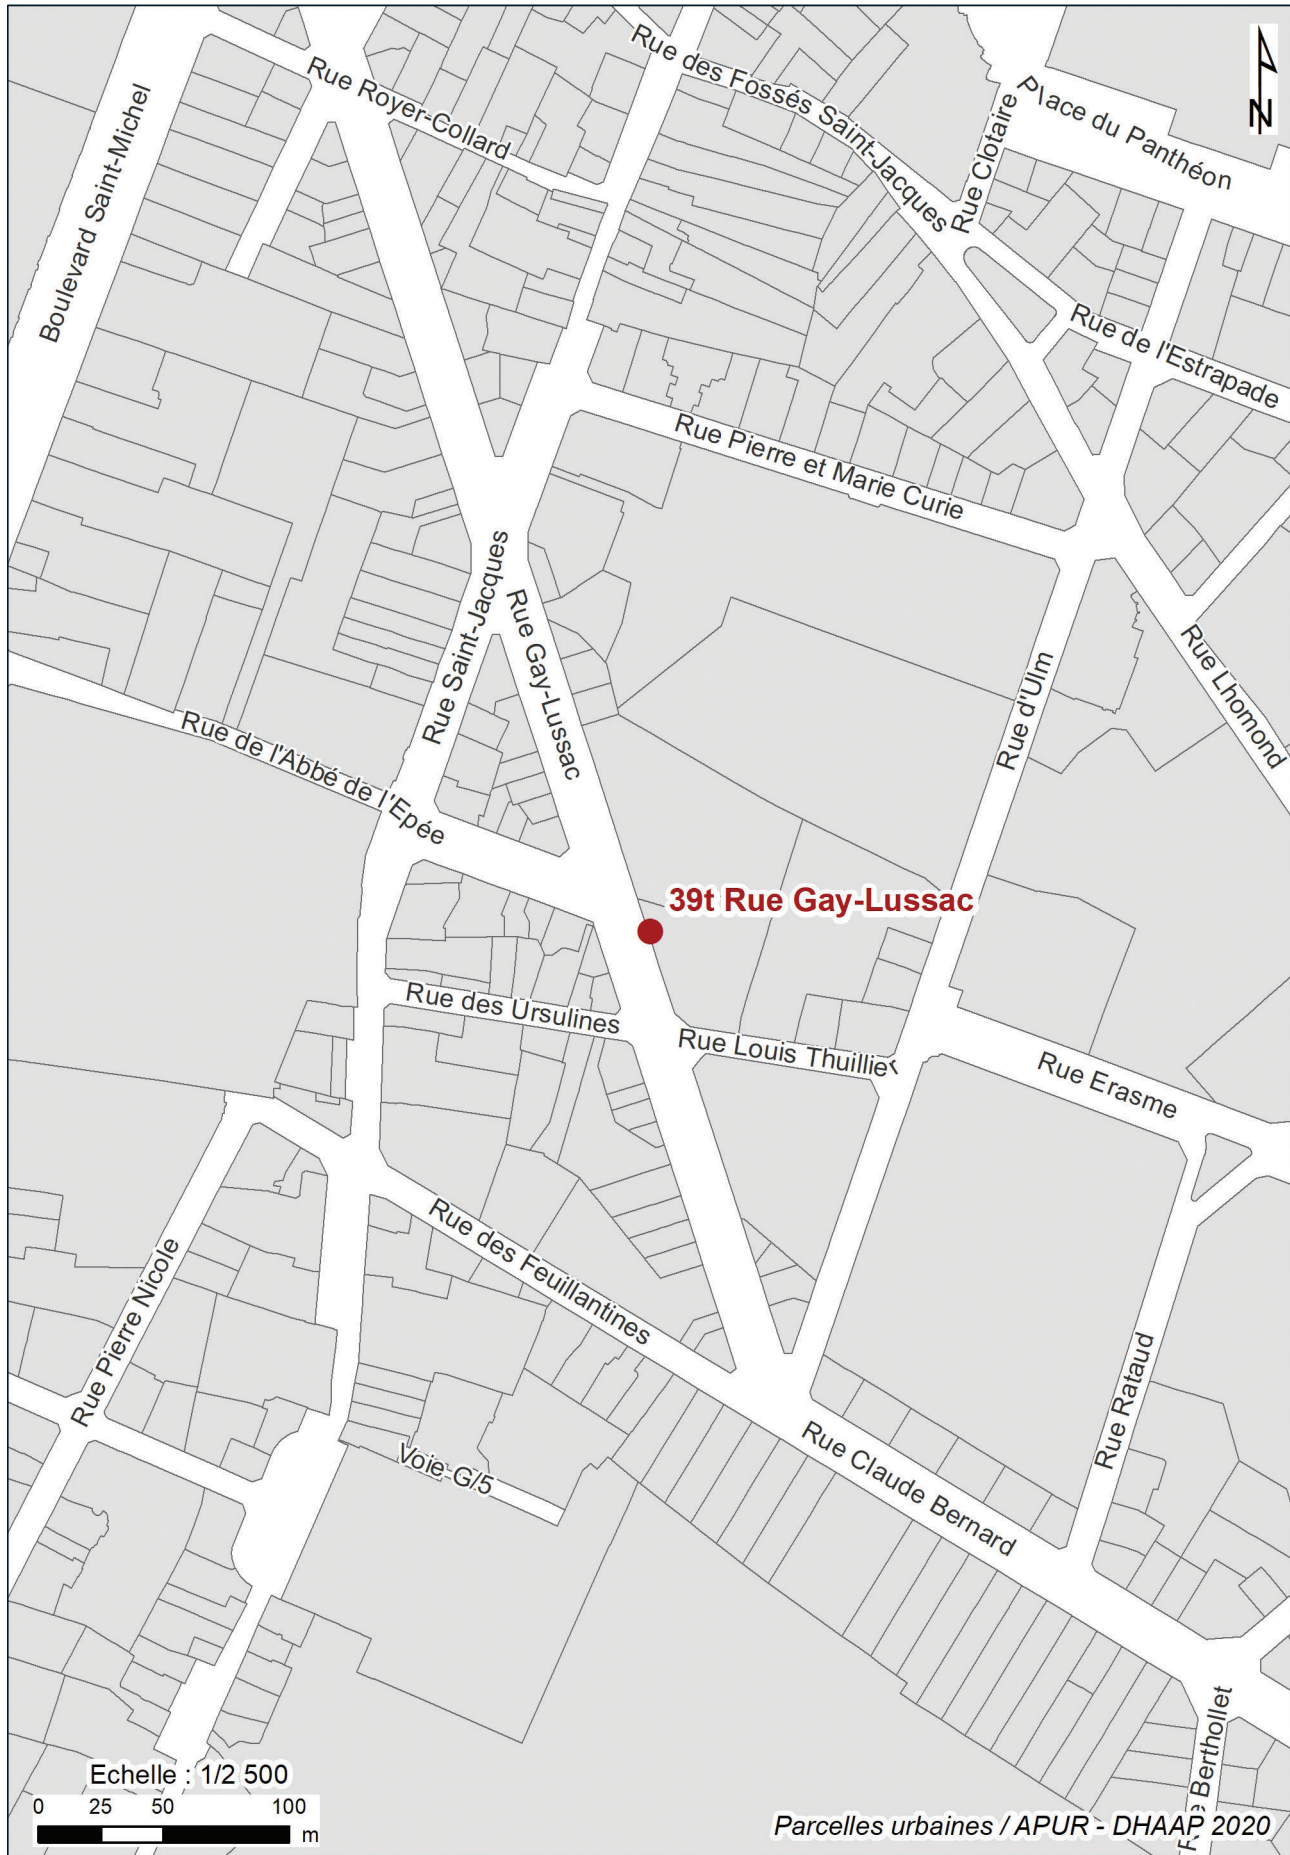 Rue des Fossés Saint-Jacques
Rue Royer-Collard
Place du Panthéon
Boulevard Saint-Michel
Rue Clotaire
N
Rue de l'Estrapade
Rue Pierre et Marie Curie
Rue Saint-Jacques
Rue Gay-Lussac
Rue Lhomond
Rue d'Ulm
Rue de l'Abbé de l'Epée
39t Rue Gay-Lussac
Rue des Ursulines
Rue Louis Thuillier
Rue Erasme
Rue des Feuillantines
Rue Pierre Nicole
Rue Rataud
Voie G/5
Rue Claude Bernard
Rue Berthollet
Echelle : 1/2 500
0 25 50 100
m
Parcelles urbaines / APUR - DHAAP 2020